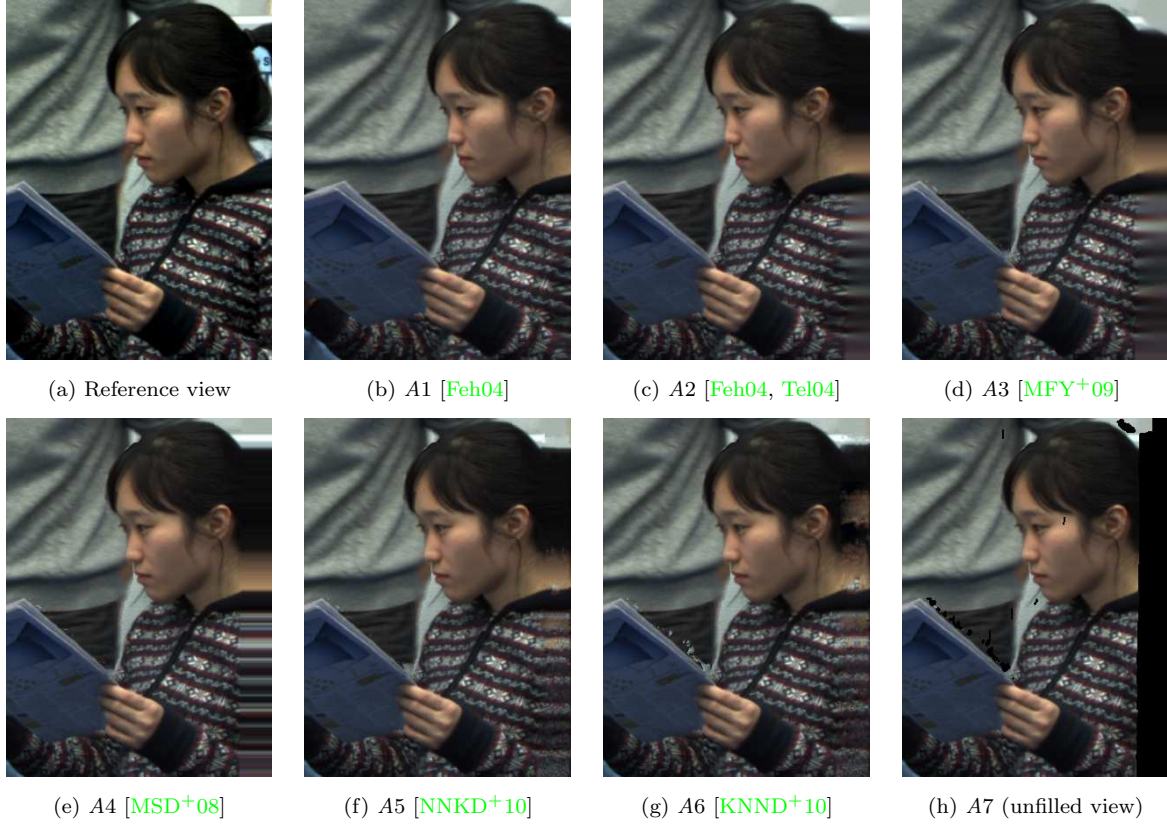 (a) Reference view
(b) A1 [Feh04]
(c) A2 [Feh04, Tel04]
(d) A3 [MFY+09]
(e) A4 [MSD+08]
(f) A5 [NNKD+10]
(g) A6 [KNND+10]
(h) A7 (unfilled view)